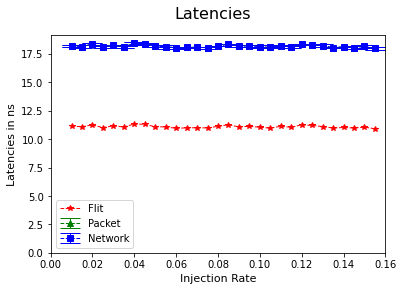 Latencies
Latencies in ns
17.5
15.0
12.5
10.0
7.5
5.0
2.5
0.0
Flit
Packet
Network
0.00 0.02 0.04 0.06 0.08 0.10 0.12 0.14 0.16
Injection Rate